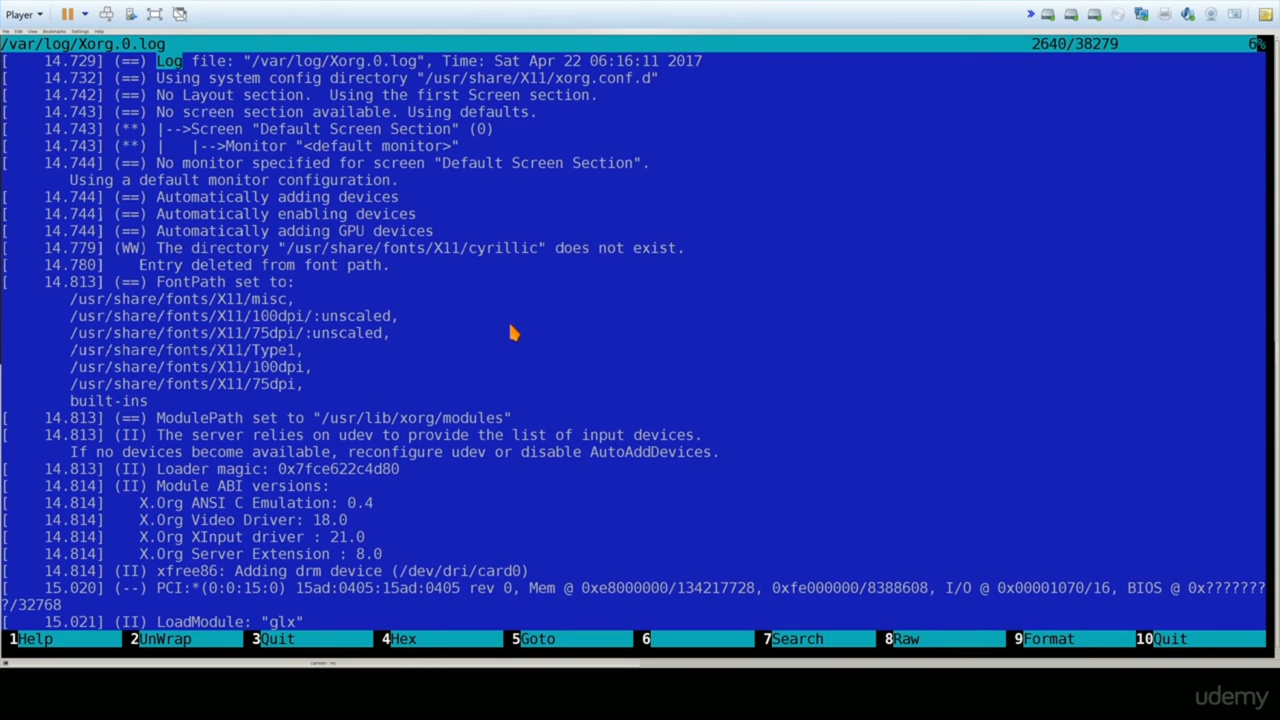 Player
File Edit View Bookmarks Settings Help
/var/log/Xorg.0.log 2640/38279 6%
[ 14.729] (==) Log file: "/var/log/Xorg.0.log", Time: Sat Apr 22 06:16:11 2017
[ 14.732] (==) Using system config directory "/usr/share/X11/xorg.conf.d"
[ 14.742] (==) No Layout section. Using the first Screen section.
[ 14.743] (==) No screen section available. Using defaults.
[ 14.743] (**) |-->Screen "Default Screen Section" (0)
[ 14.743] (**) | |-->Monitor "<default monitor>"
[ 14.744] (==) No monitor specified for screen "Default Screen Section".
Using a default monitor configuration.
[ 14.744] (==) Automatically adding devices
[ 14.744] (==) Automatically enabling devices
[ 14.744] (==) Automatically adding GPU devices
[ 14.779] (WW) The directory "/usr/share/fonts/X11/cyrillic" does not exist.
[ 14.780] Entry deleted from font path.
[ 14.813] (==) FontPath set to:
/usr/share/fonts/X11/misc,
/usr/share/fonts/X11/100dpi/:unscaled,
/usr/share/fonts/X11/75dpi/:unscaled,
/usr/share/fonts/X11/Type1,
/usr/share/fonts/X11/100dpi,
/usr/share/fonts/X11/75dpi,
built-ins
[ 14.813] (==) ModulePath set to "/usr/lib/xorg/modules"
[ 14.813] (II) The server relies on udev to provide the list of input devices.
If no devices become available, reconfigure udev or disable AutoAddDevices.
[ 14.813] (II) Loader magic: 0x7fce622c4d80
[ 14.814] (II) Module ABI versions:
[ 14.814] X.Org ANSI C Emulation: 0.4
[ 14.814] X.Org Video Driver: 18.0
[ 14.814] X.Org XInput driver : 21.0
[ 14.814] X.Org Server Extension : 8.0
[ 14.814] (II) xfree86: Adding drm device (/dev/dri/card0)
[ 15.020] (--) PCI:*(0:0:15:0) 15ad:0405:15ad:0405 rev 0, Mem @ 0xe8000000/134217728, 0xfe000000/8388608, I/O @ 0x00001070/16, BIOS @ 0x???????
?/32768
[ 15.021] (II) LoadModule: "glx"
1Help 2UnWrap 3Quit 4Hex 5Goto 6 7Search 8Raw 9Format 10Quit
udemy